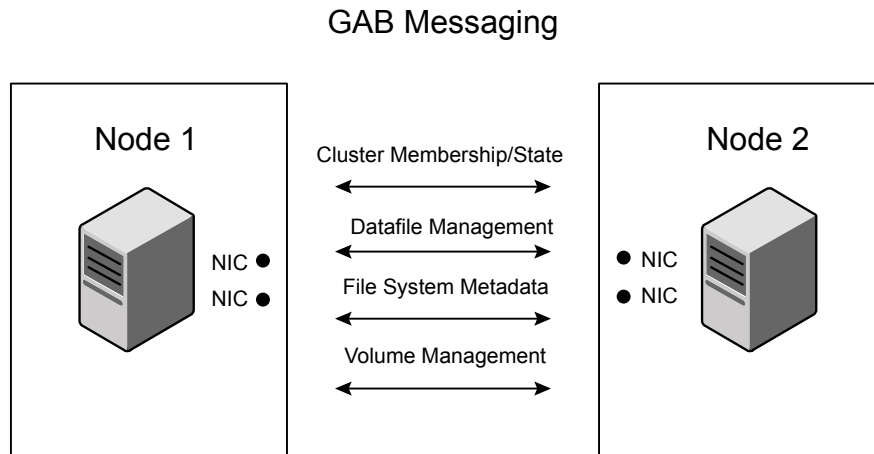 GAB Messaging
Node 1
Node 2
Cluster Membership/State
Datafile Management
NIC
NIC
File System Metadata
NIC
NIC
Volume Management